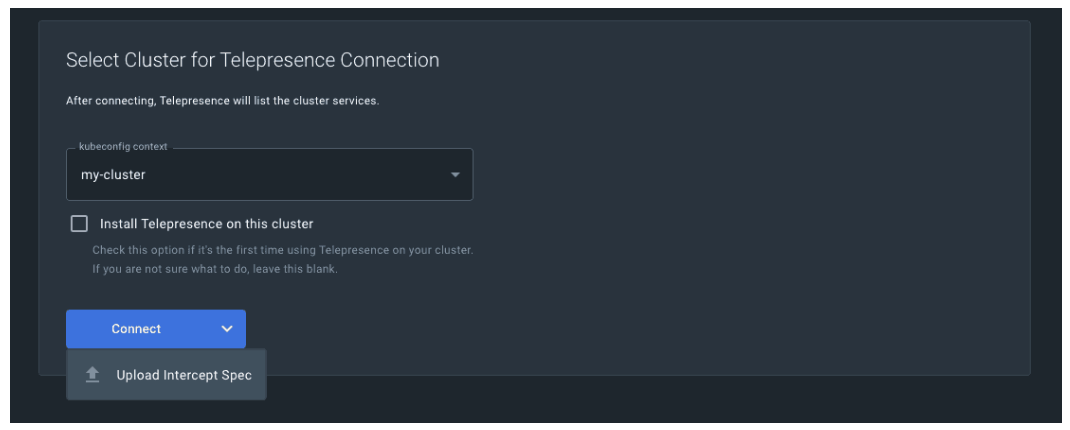 Select Cluster for Telepresence Connection
After connecting, Telepresence will list the cluster services.
kubeconfig context
my-cluster
Install Telepresence on this cluster
Check this option if it's the first time using Telepresence on your cluster.
If you are not sure what to do, leave this blank.
Connect
Upload Intercept Spec